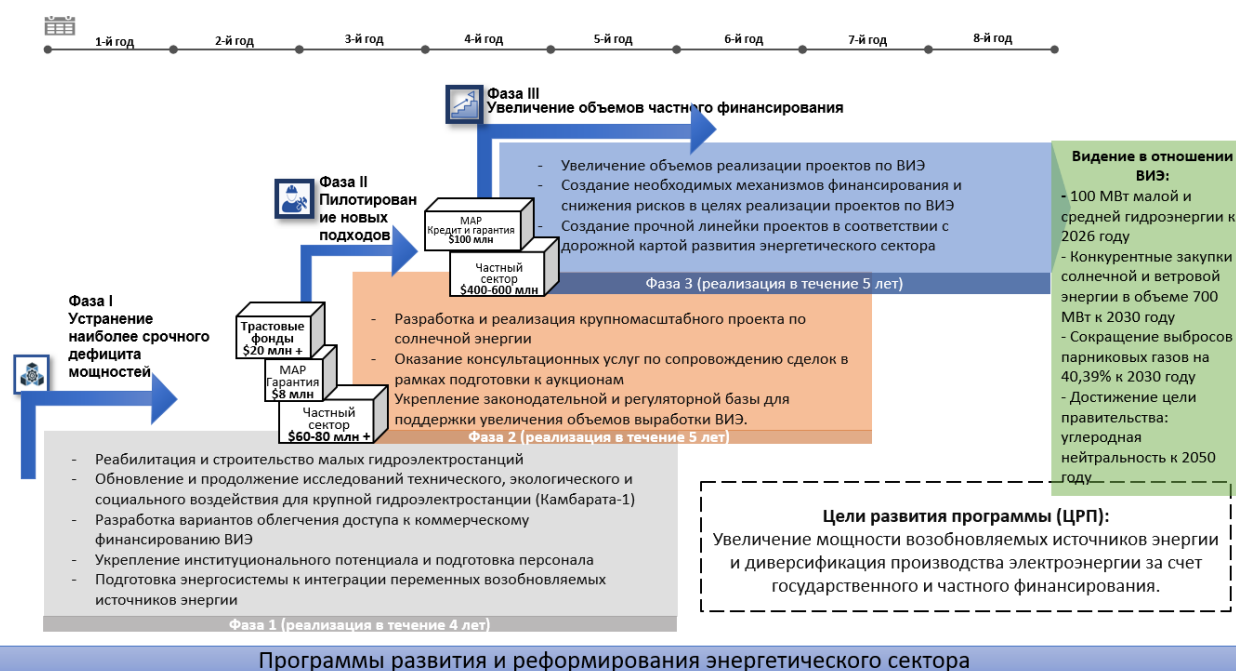 1-й год
2-й год
3-й год
4-й год
5-й год
6-й год
7-й год
8-й год
Фаза III
Увеличение объемов частного финансирования
- Увеличение объемов реализации проектов по ВИЭ
- Создание необходимых механизмов финансирования и
снижения рисков в целях реализации проектов по ВИЭ
- Создание прочной линейки проектов в соответствии с
дорожной картой развития энергетического сектора
Фаза 3 (реализация в течение 5 лет)
МАР
Кредит и гарантия
$100 млн
Частный
сектор
$400-600 млн
Фаза II
Пилотирован
ие новых
подходов
Трастовые
фонды
$20 млн +
МАР
Гарантия
$8 млн
Частный
сектор
$60-80 млн +
- Разработка и реализация крупномасштабного проекта по
солнечной энергии
- Оказание консультационных услуг по сопровождению сделок в
рамках подготовки к аукционам
Укрепление законодательной и регуляторной базы для
поддержки увеличения объемов выработки ВИЭ.
Фаза 2 (реализация в течение 5 лет)
Фаза I
Устранение
наиболее срочного
дефицита
мощностей
- Реабилитация и строительство малых гидроэлектростанций
- Обновление и продолжение исследований технического, экологического и
социального воздействия для крупной гидроэлектростанции (Камбарата-1)
- Разработка вариантов облегчения доступа к коммерческому
финансированию ВИЭ
- Укрепление институционального потенциала и подготовка персонала
- Подготовка энергосистемы к интеграции переменных возобновляемых
источников энергии
Фаза 1 (реализация в течение 4 лет)
Видение в отношении
ВИЭ:
- 100 МВт малой и
средней гидроэнергии к
2026 году
- Конкурентные закупки
солнечной и ветровой
энергии в объеме 700
МВт к 2030 году
- Сокращение выбросов
парниковых газов на
40,39% к 2030 году
- Достижение цели
правительства:
углеродная
нейтральность к 2050
году
Цели развития программы (ЦРП):
Увеличение мощности возобновляемых источников энергии
и диверсификация производства электроэнергии за счет
государственного и частного финансирования.
Программы развития и реформирования энергетического сектора